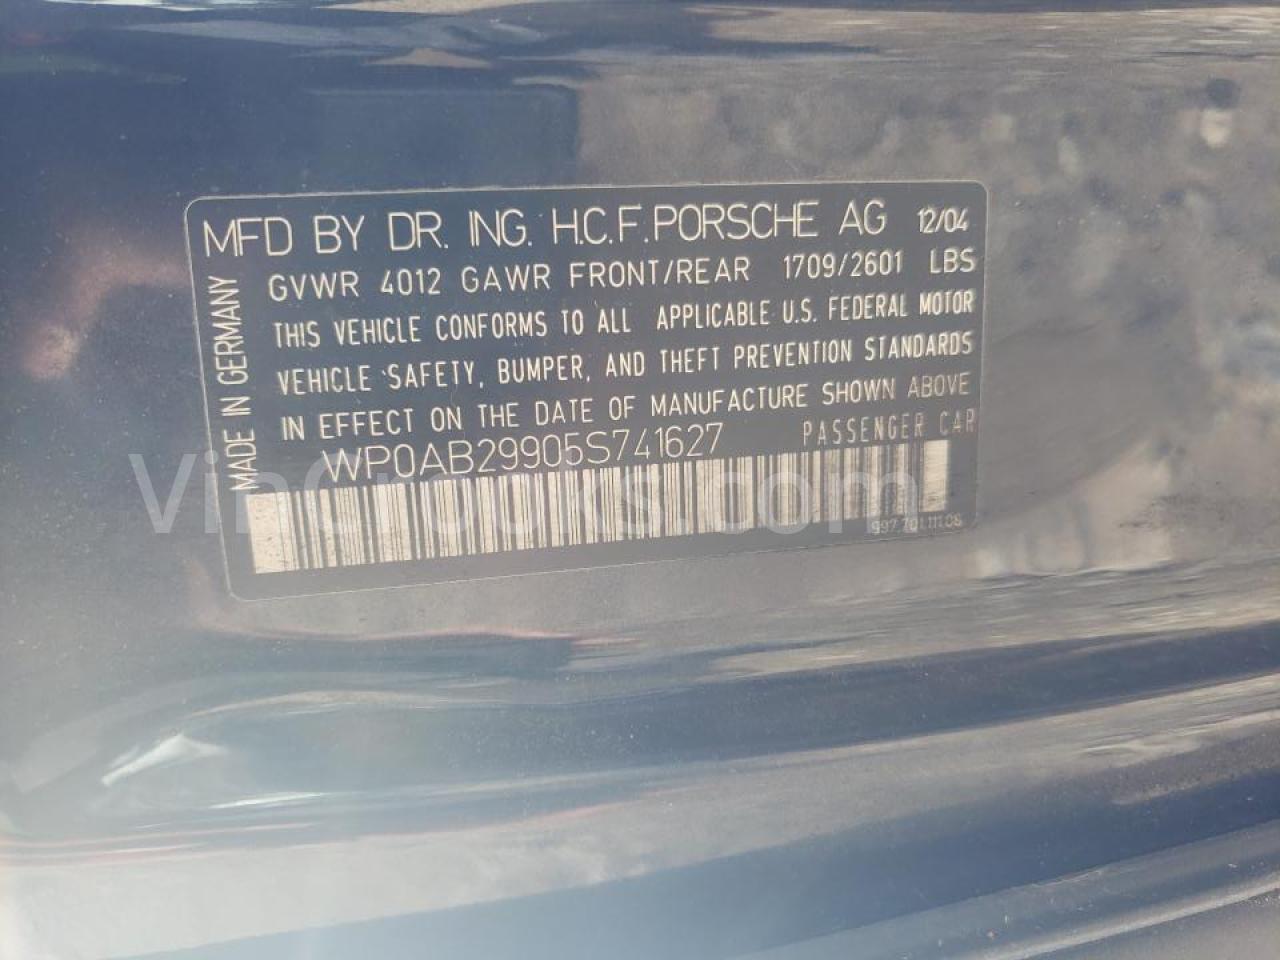 MFD BY DR. ING. H.C.F. PORSCHE AG 12/04
GVWR 4012 GAWR FRONT/REAR 1709/2601 LBS
THIS VEHICLE CONFORMS TO ALL APPLICABLE U.S. FEDERAL MOTOR
VEHICLE SAFETY, BUMPER, AND THEFT PREVENTION STANDARDS
IN EFFECT ON THE DATE OF MANUFACTURE SHOWN ABOVE
WP0AB29905S741627 PASSENGER CAR
MADE IN GERMANY
997.701.111.08
VinCrooks.com